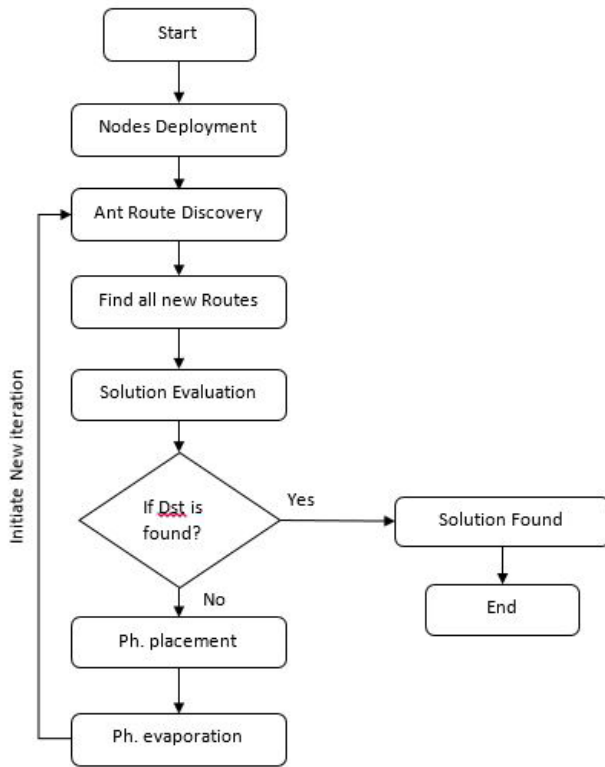 Start
Nodes Deployment
Ant Route Discovery
Find all new Routes
Solution Evaluation
Initiate New iteration
If Dst is
found?
Yes
Solution Found
End
No
Ph. placement
Ph. evaporation